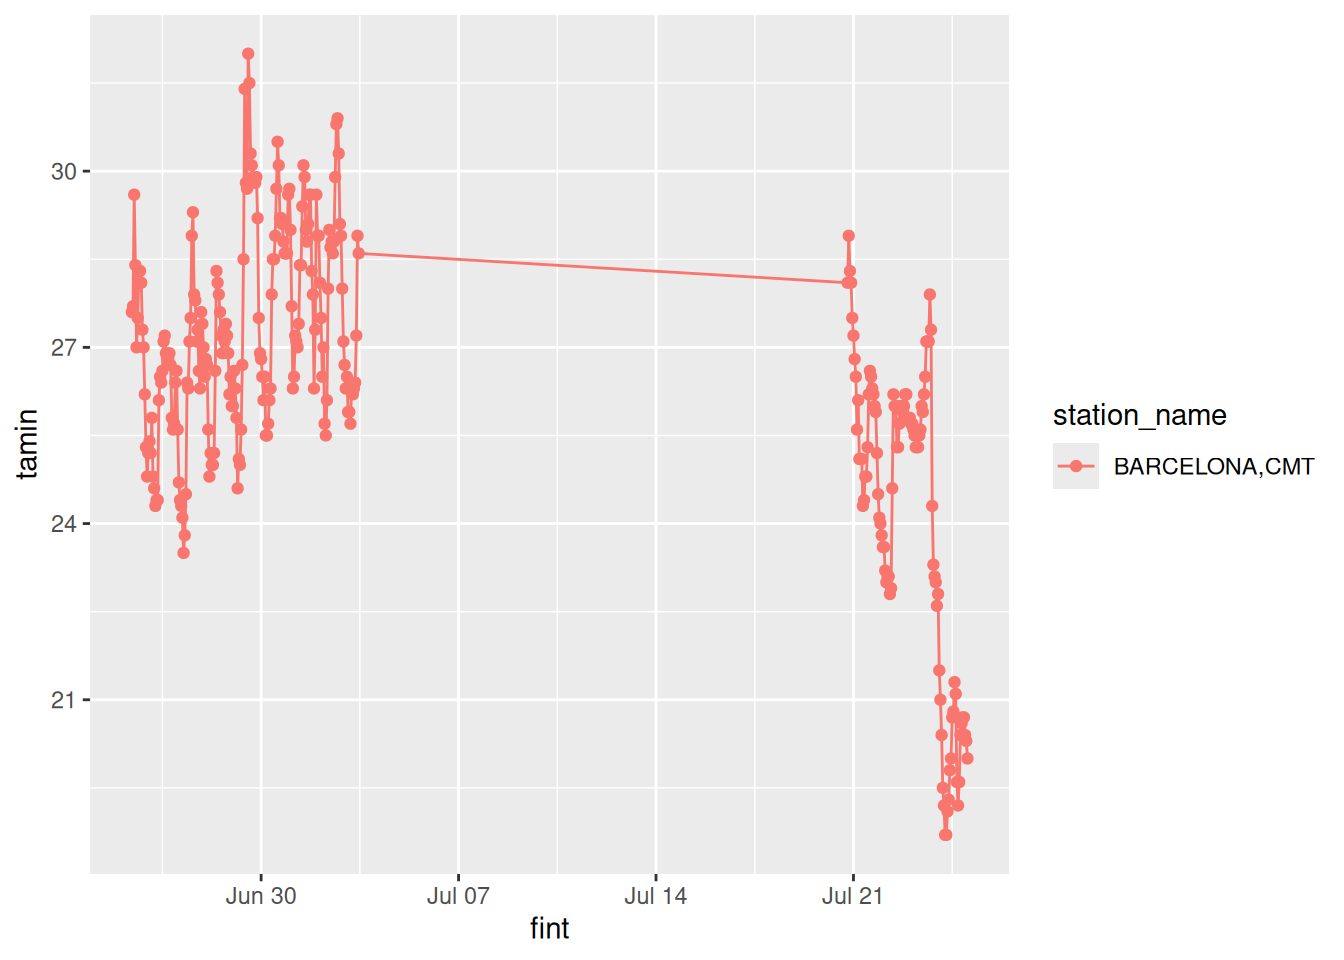 30
27
24
21
tamin
Jun 30
Jul 07
Jul 14
Jul 21
fint
station_name
BARCELONA,CMT